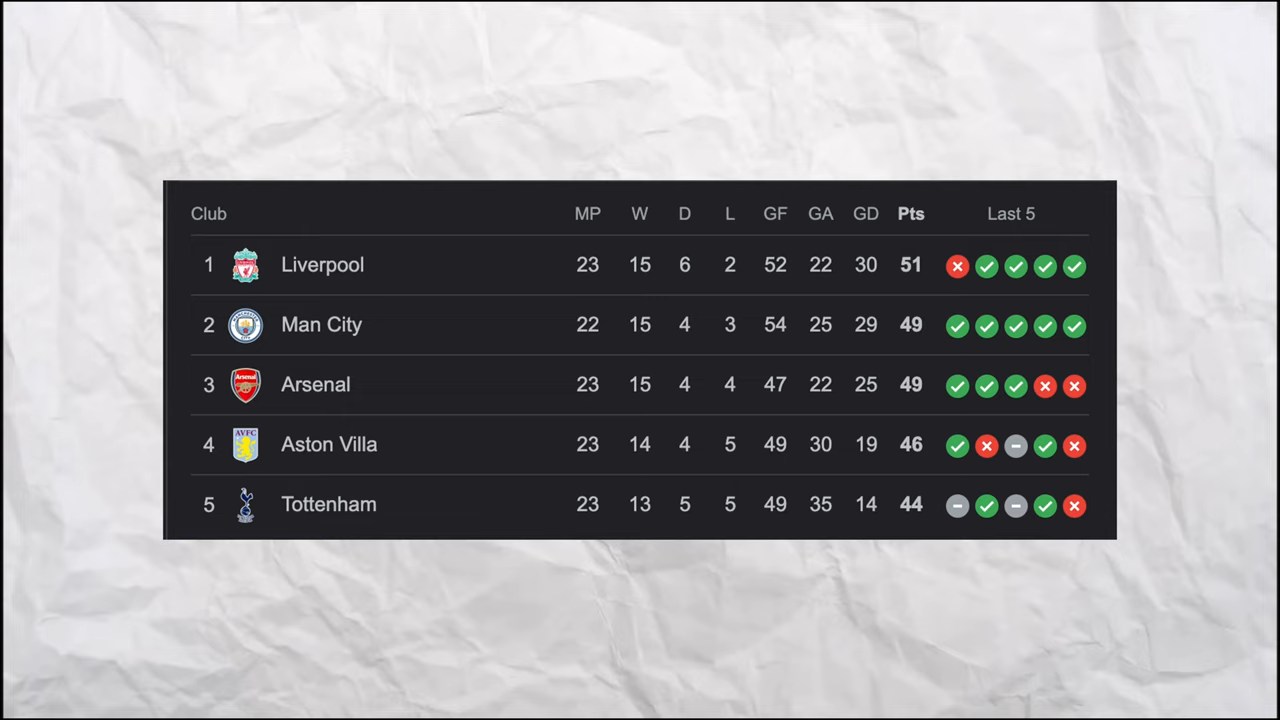 Club MP W D L GF GA GD Pts Last 5
1 Liverpool 23 15 6 2 52 22 30 51
2 Man City 22 15 4 3 54 25 29 49
3 Arsenal 23 15 4 4 47 22 25 49
4 AVFC Aston Villa 23 14 4 5 49 30 19 46
5 Tottenham 23 13 5 5 49 35 14 44